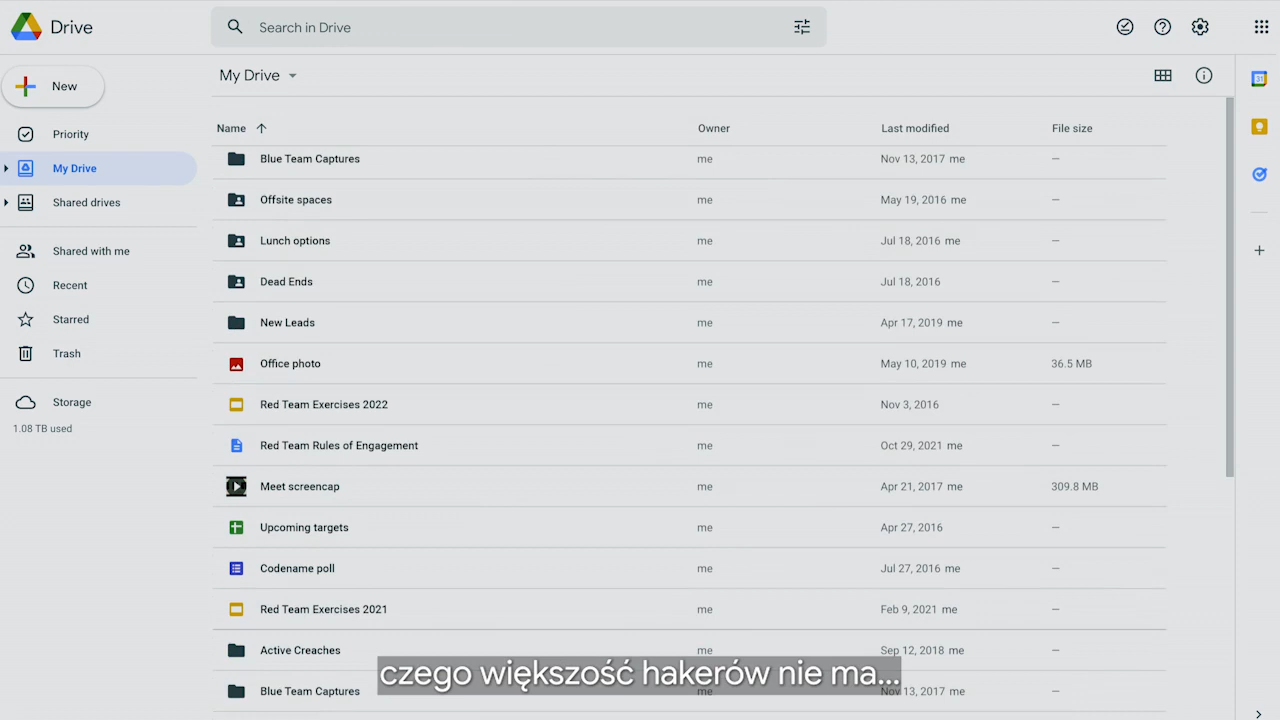 Drive
Search in Drive
New
Priority
My Drive
Shared drives
Shared with me
Recent
Starred
Trash
Storage
1.08 TB used
My Drive
Name Owner Last modified File size
Blue Team Captures me Nov 13, 2017 me –
Offsite spaces me May 19, 2016 me –
Lunch options me Jul 18, 2016 me –
Dead Ends me Jul 18, 2016 –
New Leads me Apr 17, 2019 me –
Office photo me May 10, 2019 me 36.5 MB
Red Team Exercises 2022 me Nov 3, 2016 –
Red Team Rules of Engagement me Oct 29, 2021 me –
Meet screencap me Apr 21, 2017 me 309.8 MB
Upcoming targets me Apr 27, 2016 –
Codename poll me Jul 27, 2016 me –
Red Team Exercises 2021 me Feb 9, 2021 me –
Active Creaches me Sep 12, 2018 me –
Blue Team Captures me Nov 13, 2017 me –
czego większość hakerów nie ma...
31